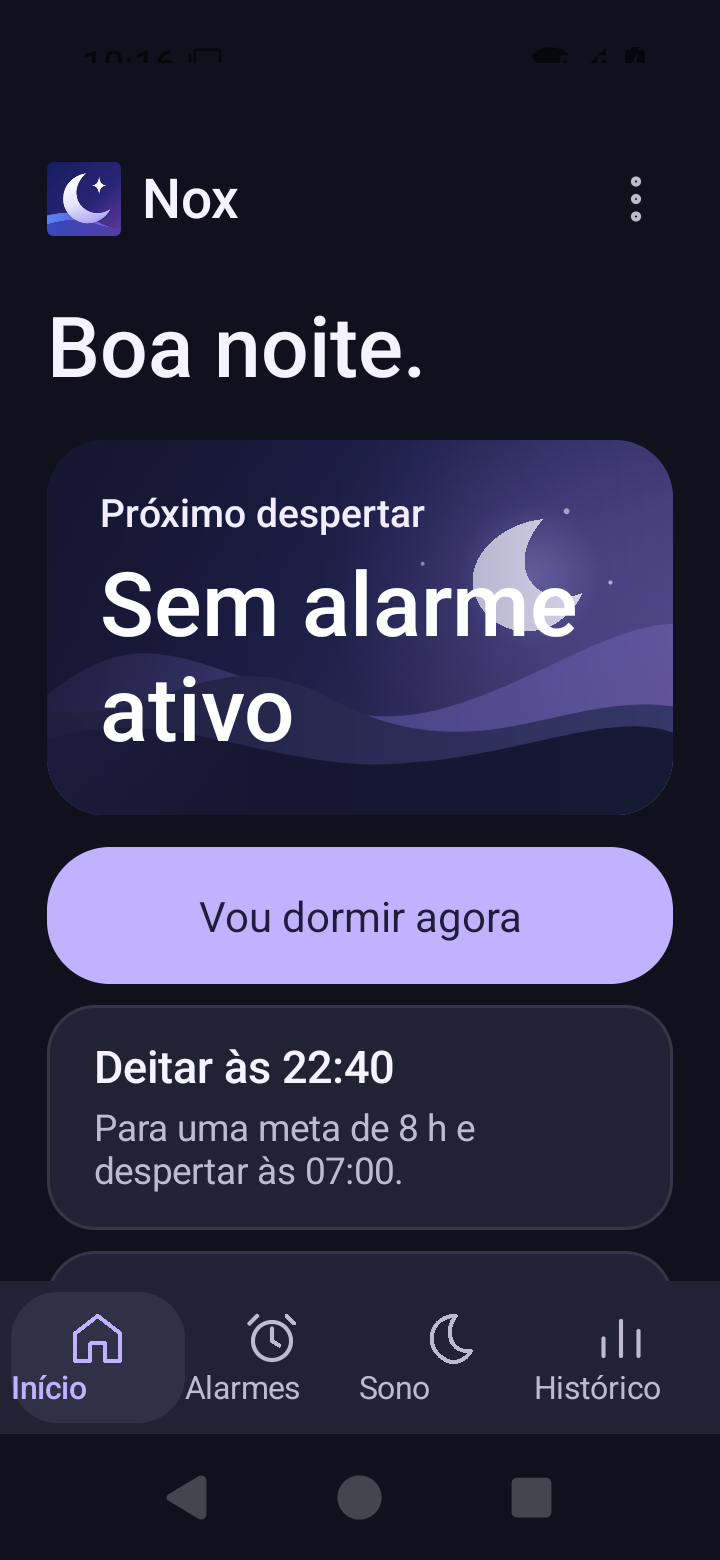 Nox
Boa noite.
Próximo despertar
Sem alarme
ativo
Vou dormir agora
Deitar às 22:40
Para uma meta de 8 h e
despertar às 07:00.
Início
Alarmes
Sono
Histórico